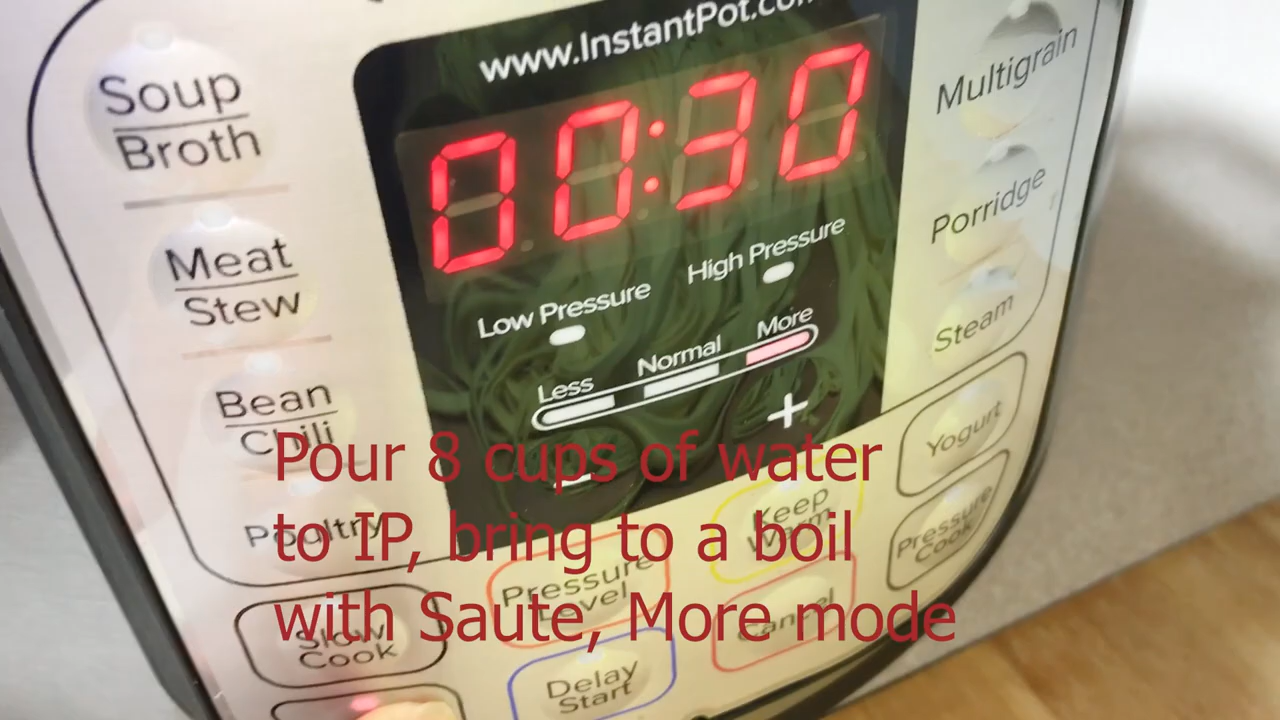 www.InstantPot.com
00:30
Low Pressure
High Pressure
Less
Normal
More
+
-
Soup
Broth
Meat
Stew
Bean
Chili
Poultry
Slow
Cook
Multigrain
Porridge
Steam
Yogurt
Pressure
Cook
Keep
Warm
Pressure
Level
Cancel
Delay
Start
Pour 8 cups of water
to IP, bring to a boil
with Saute, More mode